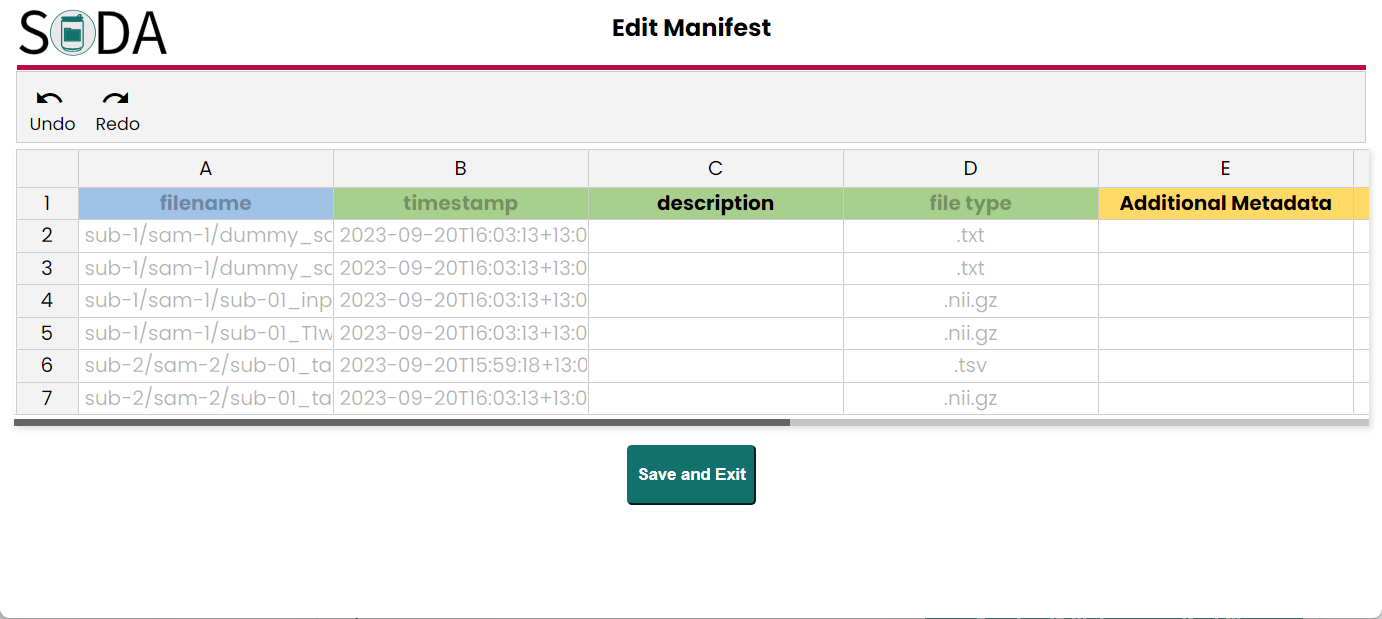 SODA
Edit Manifest
Undo Redo
A B C D E
1 filename timestamp description file type Additional Metadata
2 sub-1/sam-1/dummy_sc 2023-09-20T16:03:13+13:0 .txt
3 sub-1/sam-1/dummy_sc 2023-09-20T16:03:13+13:0 .txt
4 sub-1/sam-1/sub-01_inp 2023-09-20T16:03:13+13:0 .nii.gz
5 sub-1/sam-1/sub-01_T1w 2023-09-20T16:03:13+13:0 .nii.gz
6 sub-2/sam-2/sub-01_ta 2023-09-20T15:59:18+13:0 .tsv
7 sub-2/sam-2/sub-01_ta 2023-09-20T16:03:13+13:0 .nii.gz
Save and Exit